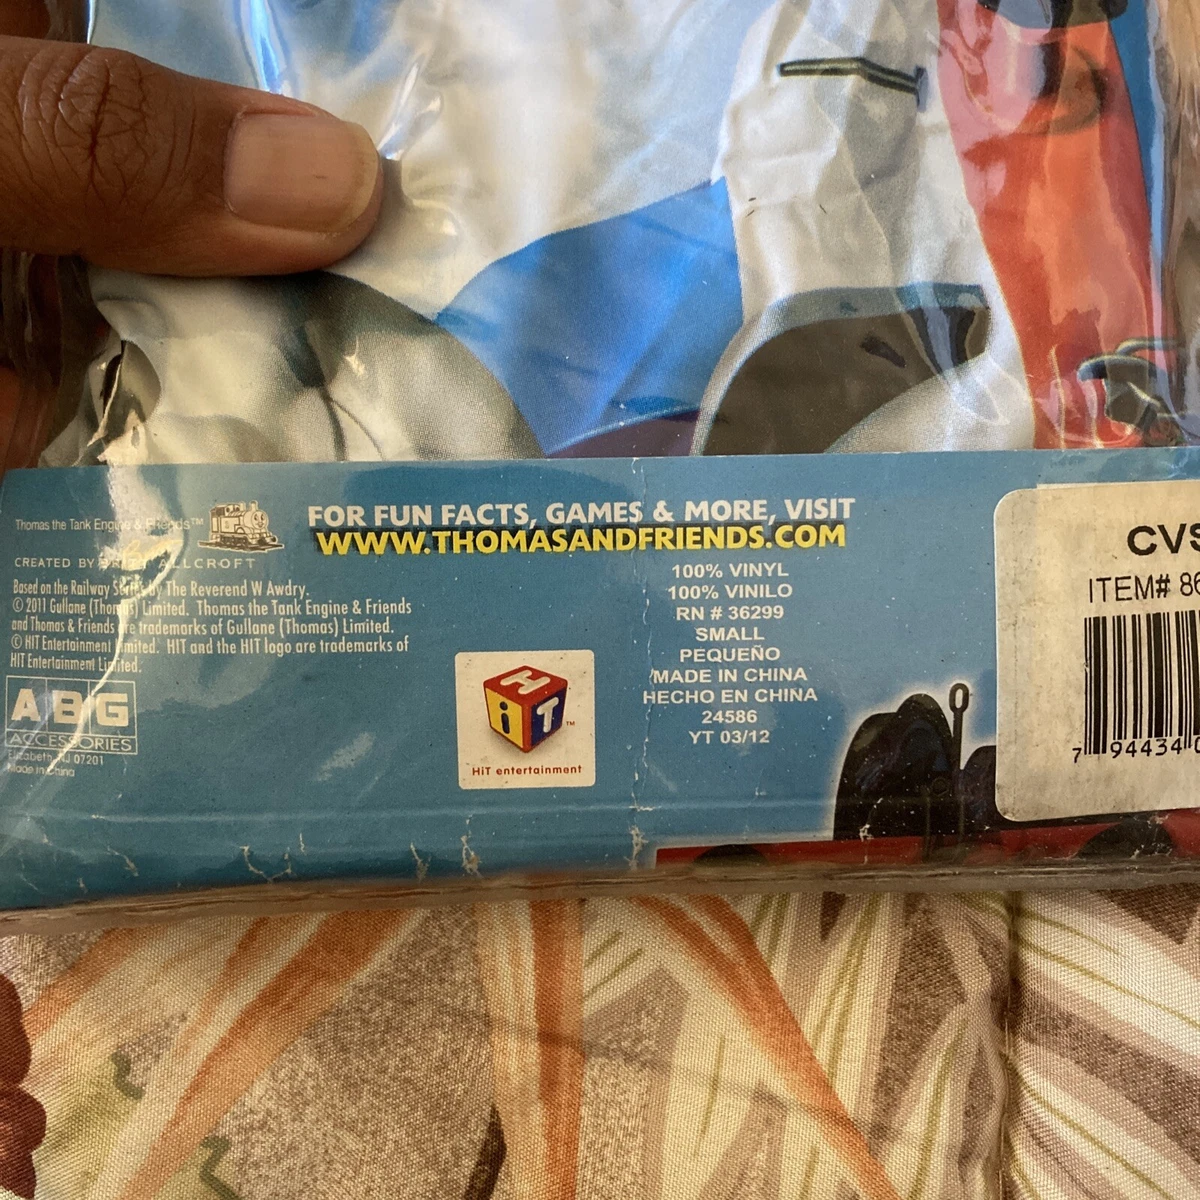 Thomas the Tank Engine & Friends™
CREATED BY BRITT ALLCROFT
Based on the Railway Series by The Reverend W Awdry.
© 2011 Gullane (Thomas) Limited. Thomas the Tank Engine & Friends
and Thomas & Friends are trademarks of Gullane (Thomas) Limited.
© HIT Entertainment Limited. HIT and the HIT logo are trademarks of
HIT Entertainment Limited.
ABG
ACCESSORIES
Elizabeth, NJ 07201
Made in China
FOR FUN FACTS, GAMES & MORE, VISIT
WWW.THOMASANDFRIENDS.COM
HiT
™
HiT entertainment
100% VINYL
100% VINILO
RN # 36299
SMALL
PEQUEÑO
MADE IN CHINA
HECHO EN CHINA
24586
YT 03/12
CVS
ITEM# 86
7 94434